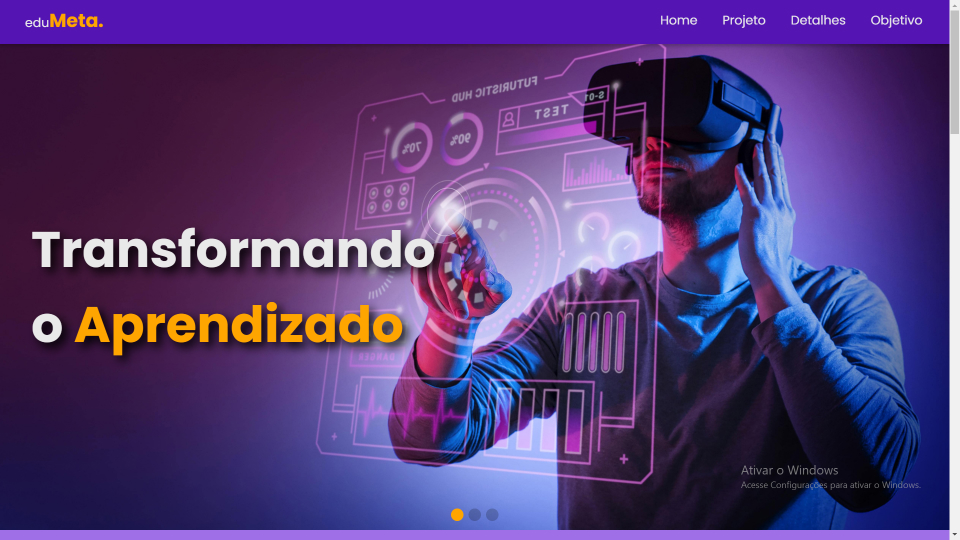 eduMeta.
Home Projeto Detalhes Objetivo
FUTURISTIC HUD
S-01
TEST
70%
90%
Transformando
o Aprendizado
DANGER
Ativar o Windows
Acesse Configurações para ativar o Windows.